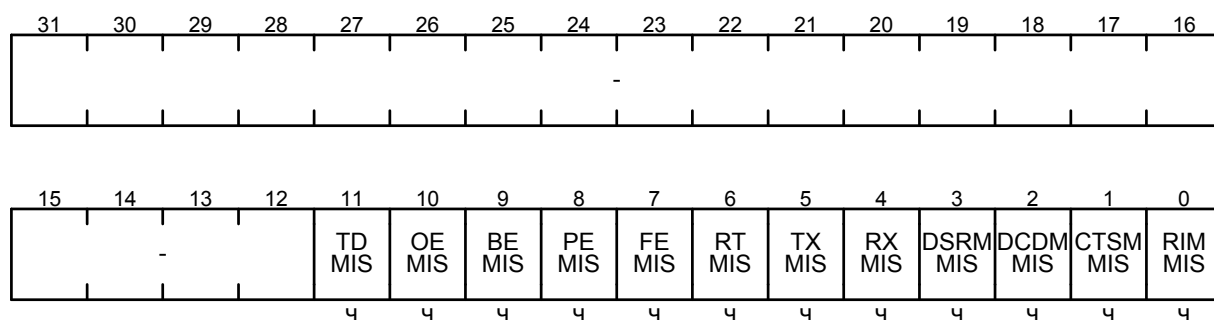 31 30 29 28 27 26 25 24 23 22 21 20 19 18 17 16
-
15 14 13 12 11 10 9 8 7 6 5 4 3 2 1 0
- TD MIS OE MIS BE MIS PE MIS FE MIS RT MIS TX MIS RX MIS DSRM MIS DCDM MIS CTSM MIS RIM MIS
ч ч ч ч ч ч ч ч ч ч ч ч